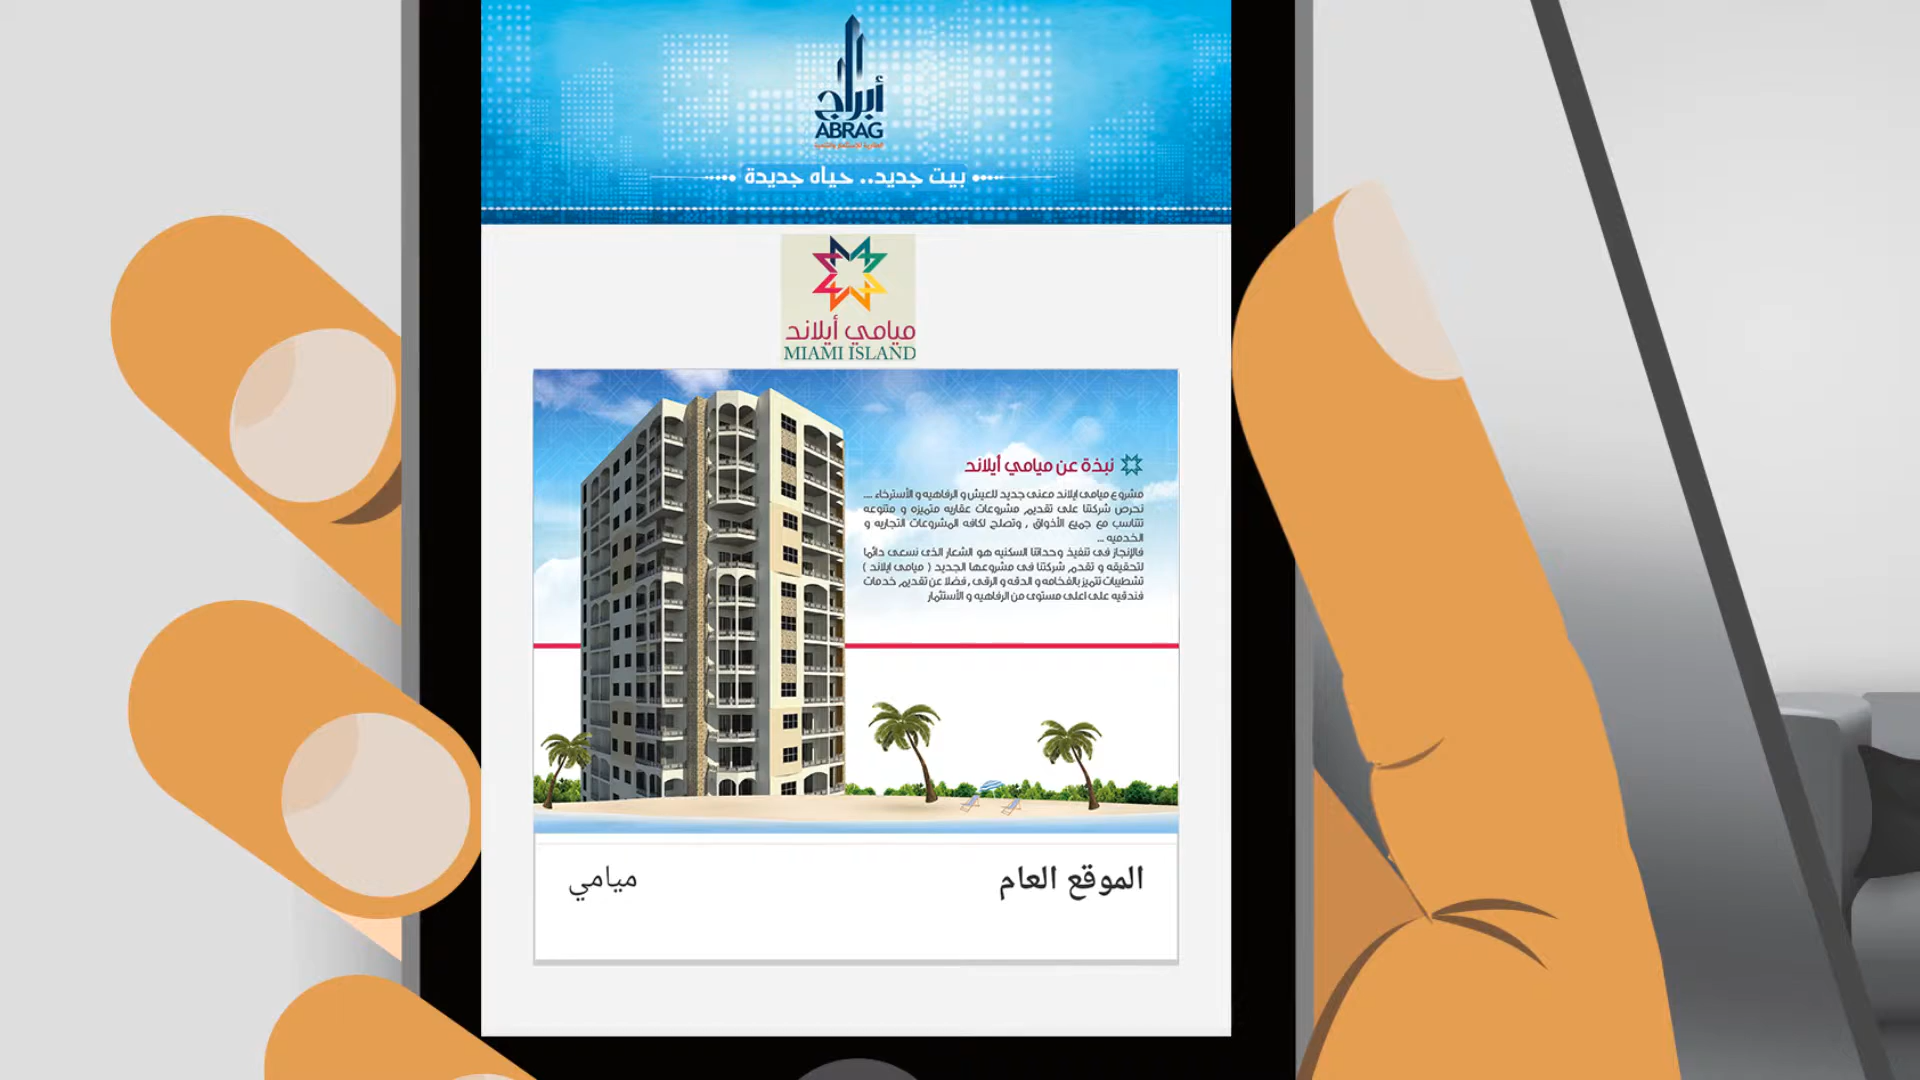 أبراج
ABRAG
بيت جديد.. حياه جديدة
ميامي أيلاند
MIAMI ISLAND
نبذة عن ميامي أيلاند
مشروع ميامى ايلاند معنى جديد للعيش و الرفاهيه و الأسترخاء ...
نحرص شركتنا على تقديم مشروعات عقاريه متميزه و متنوعه
تتناسب مع جميع الأذواق , وتصلح لكافه المشروعات التجاريه و
الخدميه ...
فالإنجاز فى تنفيذ وحداتنا السكنيه هو الشعار الذى نسعى دائما
لتحقيقه و تقدم شركتنا فى مشروعها الجديد ( ميامى ايلاند )
تشطيبات تتميز بالفخامه و الدقه و الرقى , فضلا عن تقديم خدمات
فندقيه على اعلى مستوى من الرفاهيه و الأستثمار
الموقع العام
ميامي